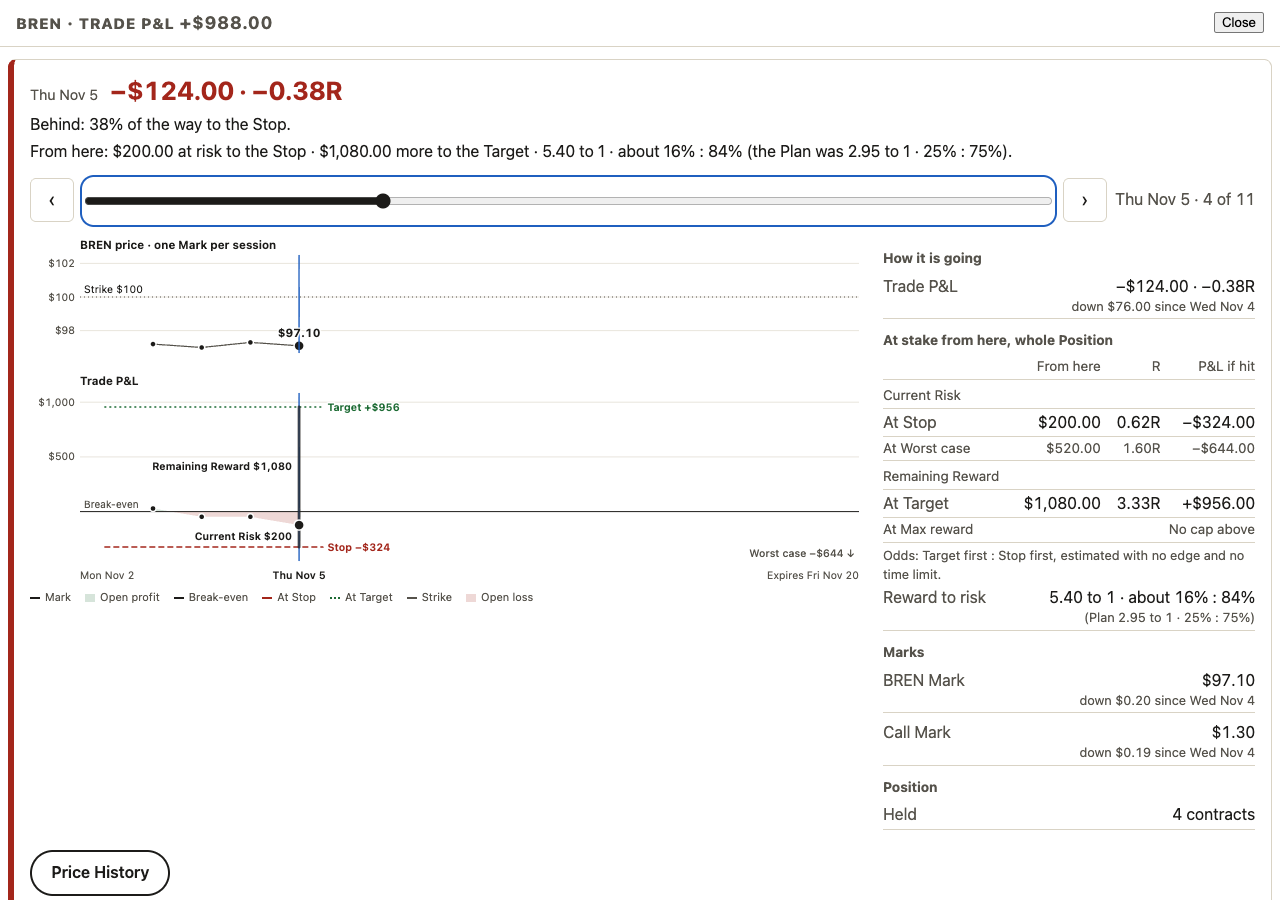 BREN · TRADE P&L +$988.00
Close
Thu Nov 5 −$124.00 · −0.38R
Behind: 38% of the way to the Stop.
From here: $200.00 at risk to the Stop · $1,080.00 more to the Target · 5.40 to 1 · about 16% : 84% (the Plan was 2.95 to 1 · 25% : 75%).
‹
›
Thu Nov 5 · 4 of 11
BREN price · one Mark per session
$102
Strike $100
$100
$98
$97.10
Trade P&L
$1,000
Target +$956
$500
Remaining Reward $1,080
Break-even
Current Risk $200
Stop −$324
Worst case −$644 ↓
Mon Nov 2
Thu Nov 5
Expires Fri Nov 20
Mark
Open profit
Break-even
At Stop
At Target
Strike
Open loss
How it is going
Trade P&L −$124.00 · −0.38R
down $76.00 since Wed Nov 4
At stake from here, whole Position
From here R P&L if hit
Current Risk
At Stop $200.00 0.62R −$324.00
At Worst case $520.00 1.60R −$644.00
Remaining Reward
At Target $1,080.00 3.33R +$956.00
At Max reward No cap above
Odds: Target first : Stop first, estimated with no edge and no
time limit.
Reward to risk 5.40 to 1 · about 16% : 84%
(Plan 2.95 to 1 · 25% : 75%)
Marks
BREN Mark $97.10
down $0.20 since Wed Nov 4
Call Mark $1.30
down $0.19 since Wed Nov 4
Position
Held 4 contracts
Price History